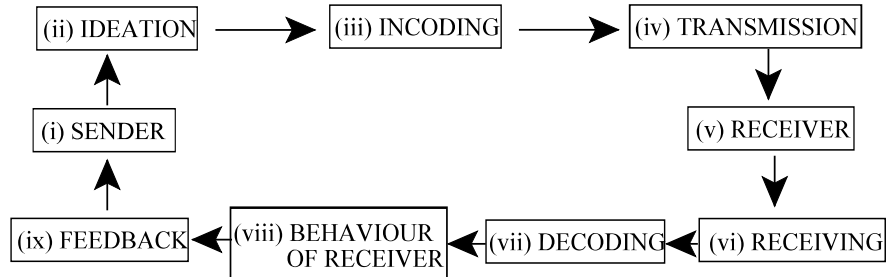 (ii) IDEATION
(iii) INCODING
(iv) TRANSMISSION
(i) SENDER
(v) RECEIVER
(ix) FEEDBACK
(viii) BEHAVIOUR
OF RECEIVER
(vii) DECODING
(vi) RECEIVING